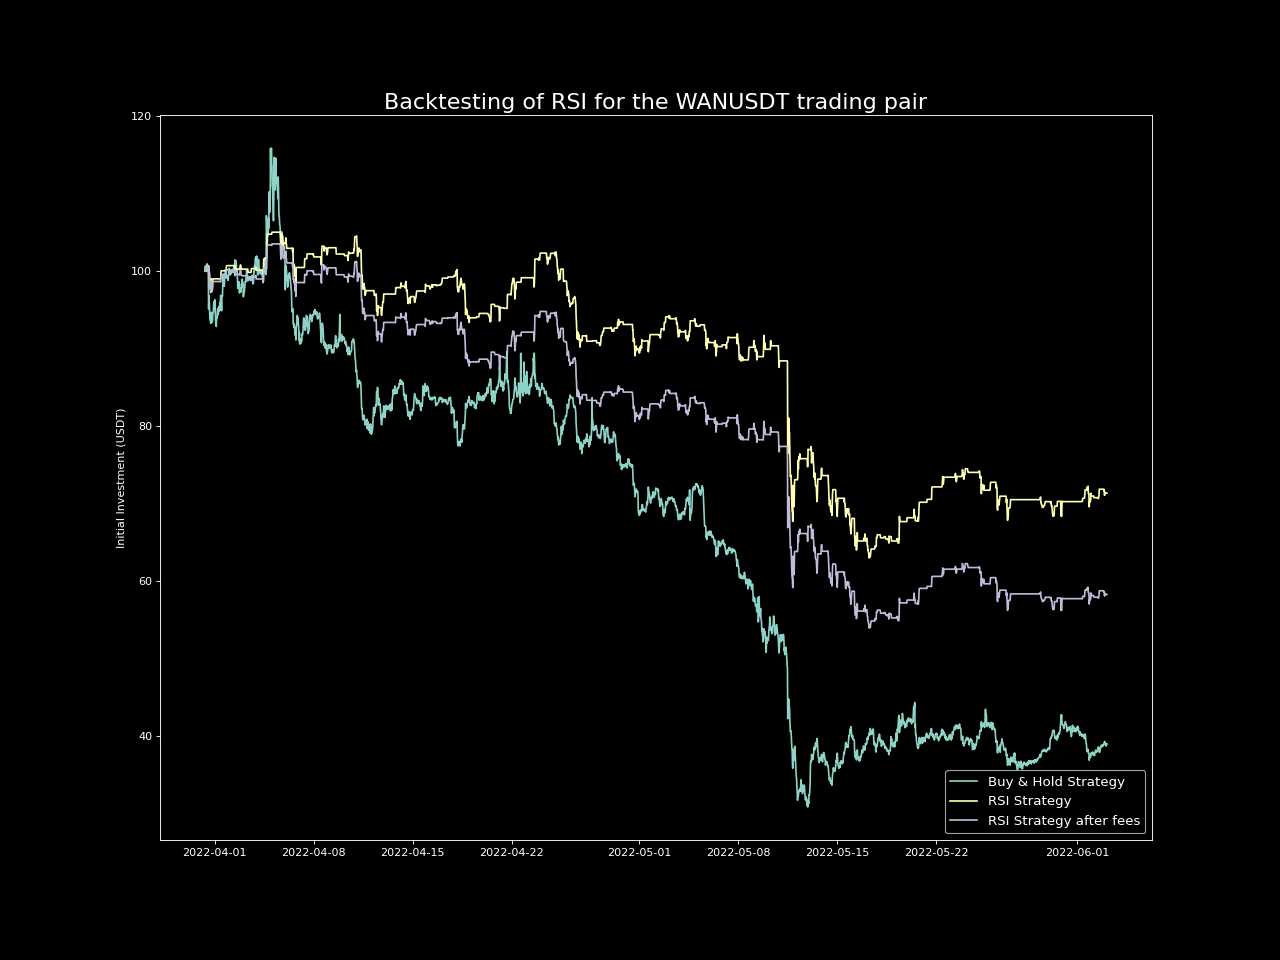 Backtesting of RSI for the WANUSDT trading pair
120
100
80
60
40
Initial Investment (USDT)
2022-04-01
2022-04-08
2022-04-15
2022-04-22
2022-05-01
2022-05-08
2022-05-15
2022-05-22
2022-06-01
Buy & Hold Strategy
RSI Strategy
RSI Strategy after fees